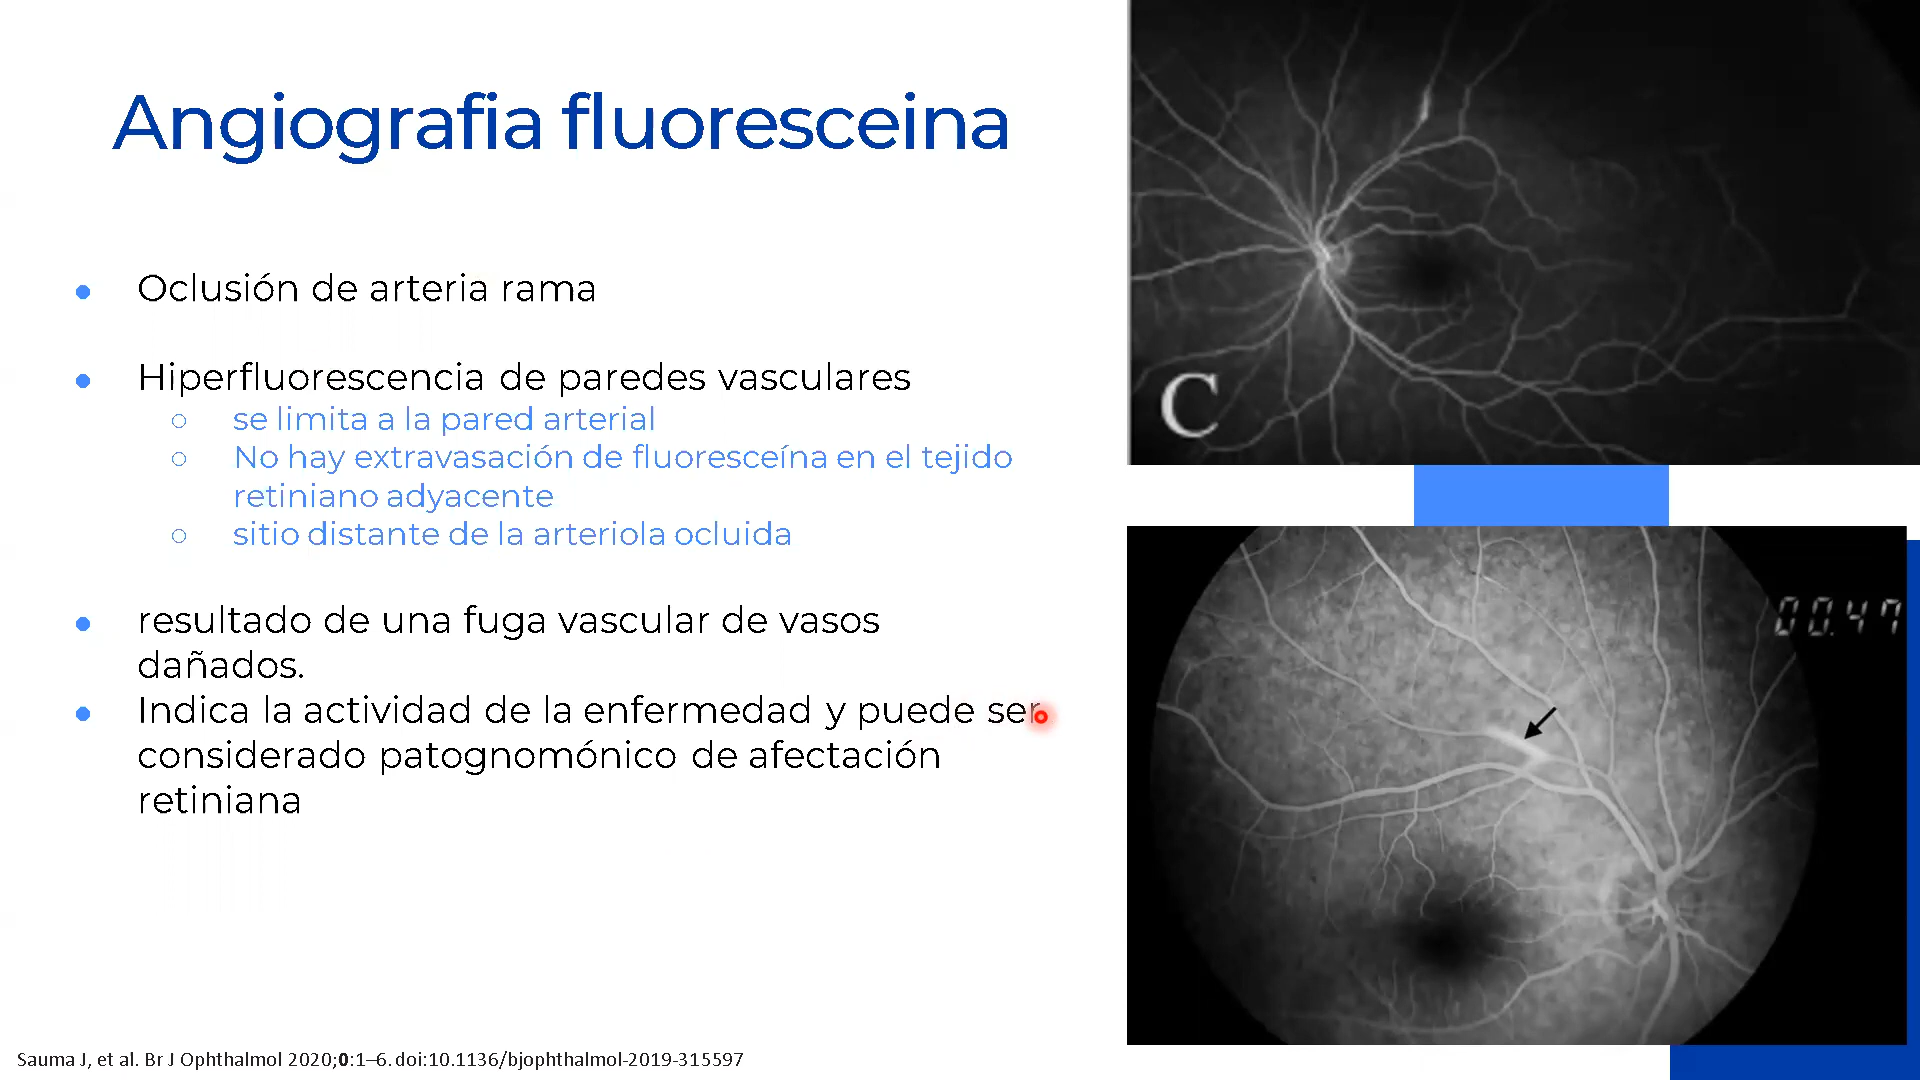 Angiografia fluoresceina
Oclusión de arteria rama
Hiperfluorescencia de paredes vasculares
se limita a la pared arterial
No hay extravasación de fluoresceína en el tejido
retiniano adyacente
sitio distante de la arteriola ocluida
resultado de una fuga vascular de vasos
dañados.
Indica la actividad de la enfermedad y puede ser
considerado patognomónico de afectación
retiniana
Sauma J, et al. Br J Ophthalmol 2020;0:1–6. doi:10.1136/bjophthalmol-2019-315597
C
00.47